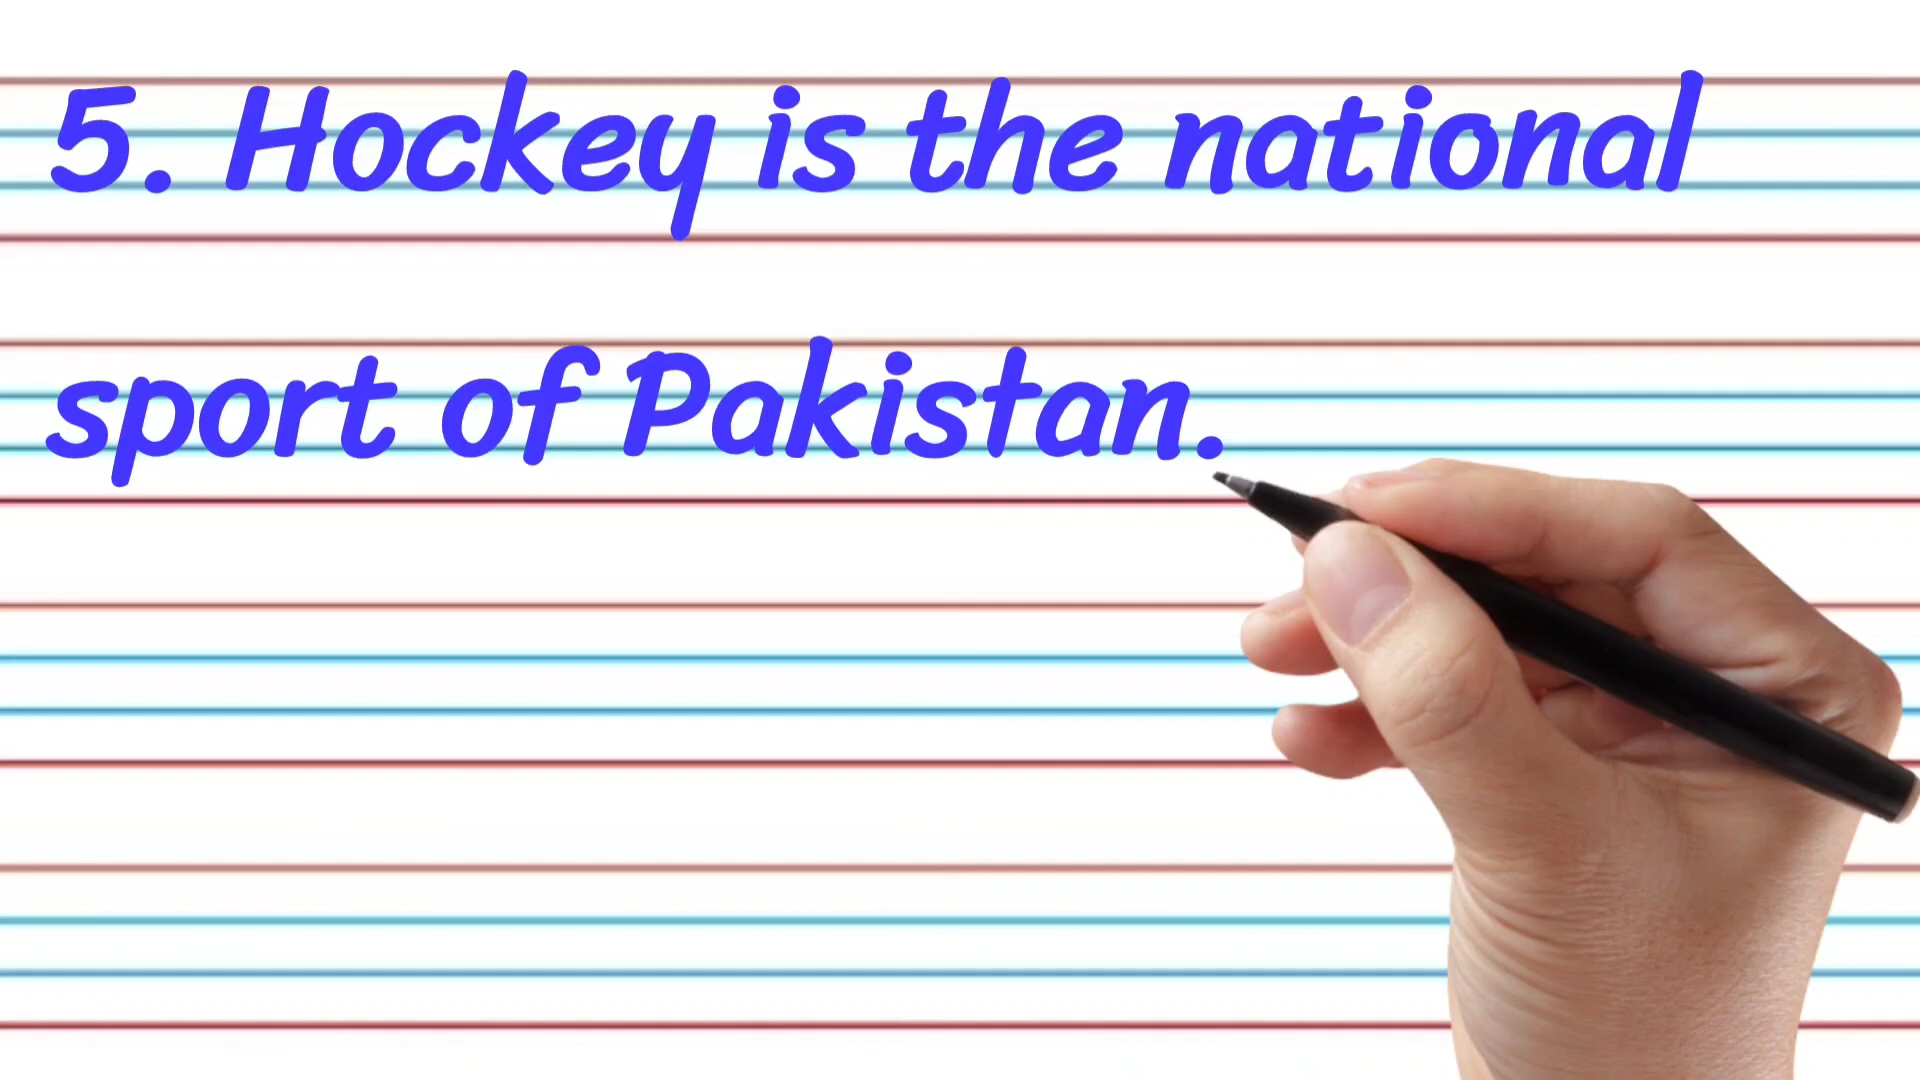 5. Hockey is the national
sport of Pakistan.